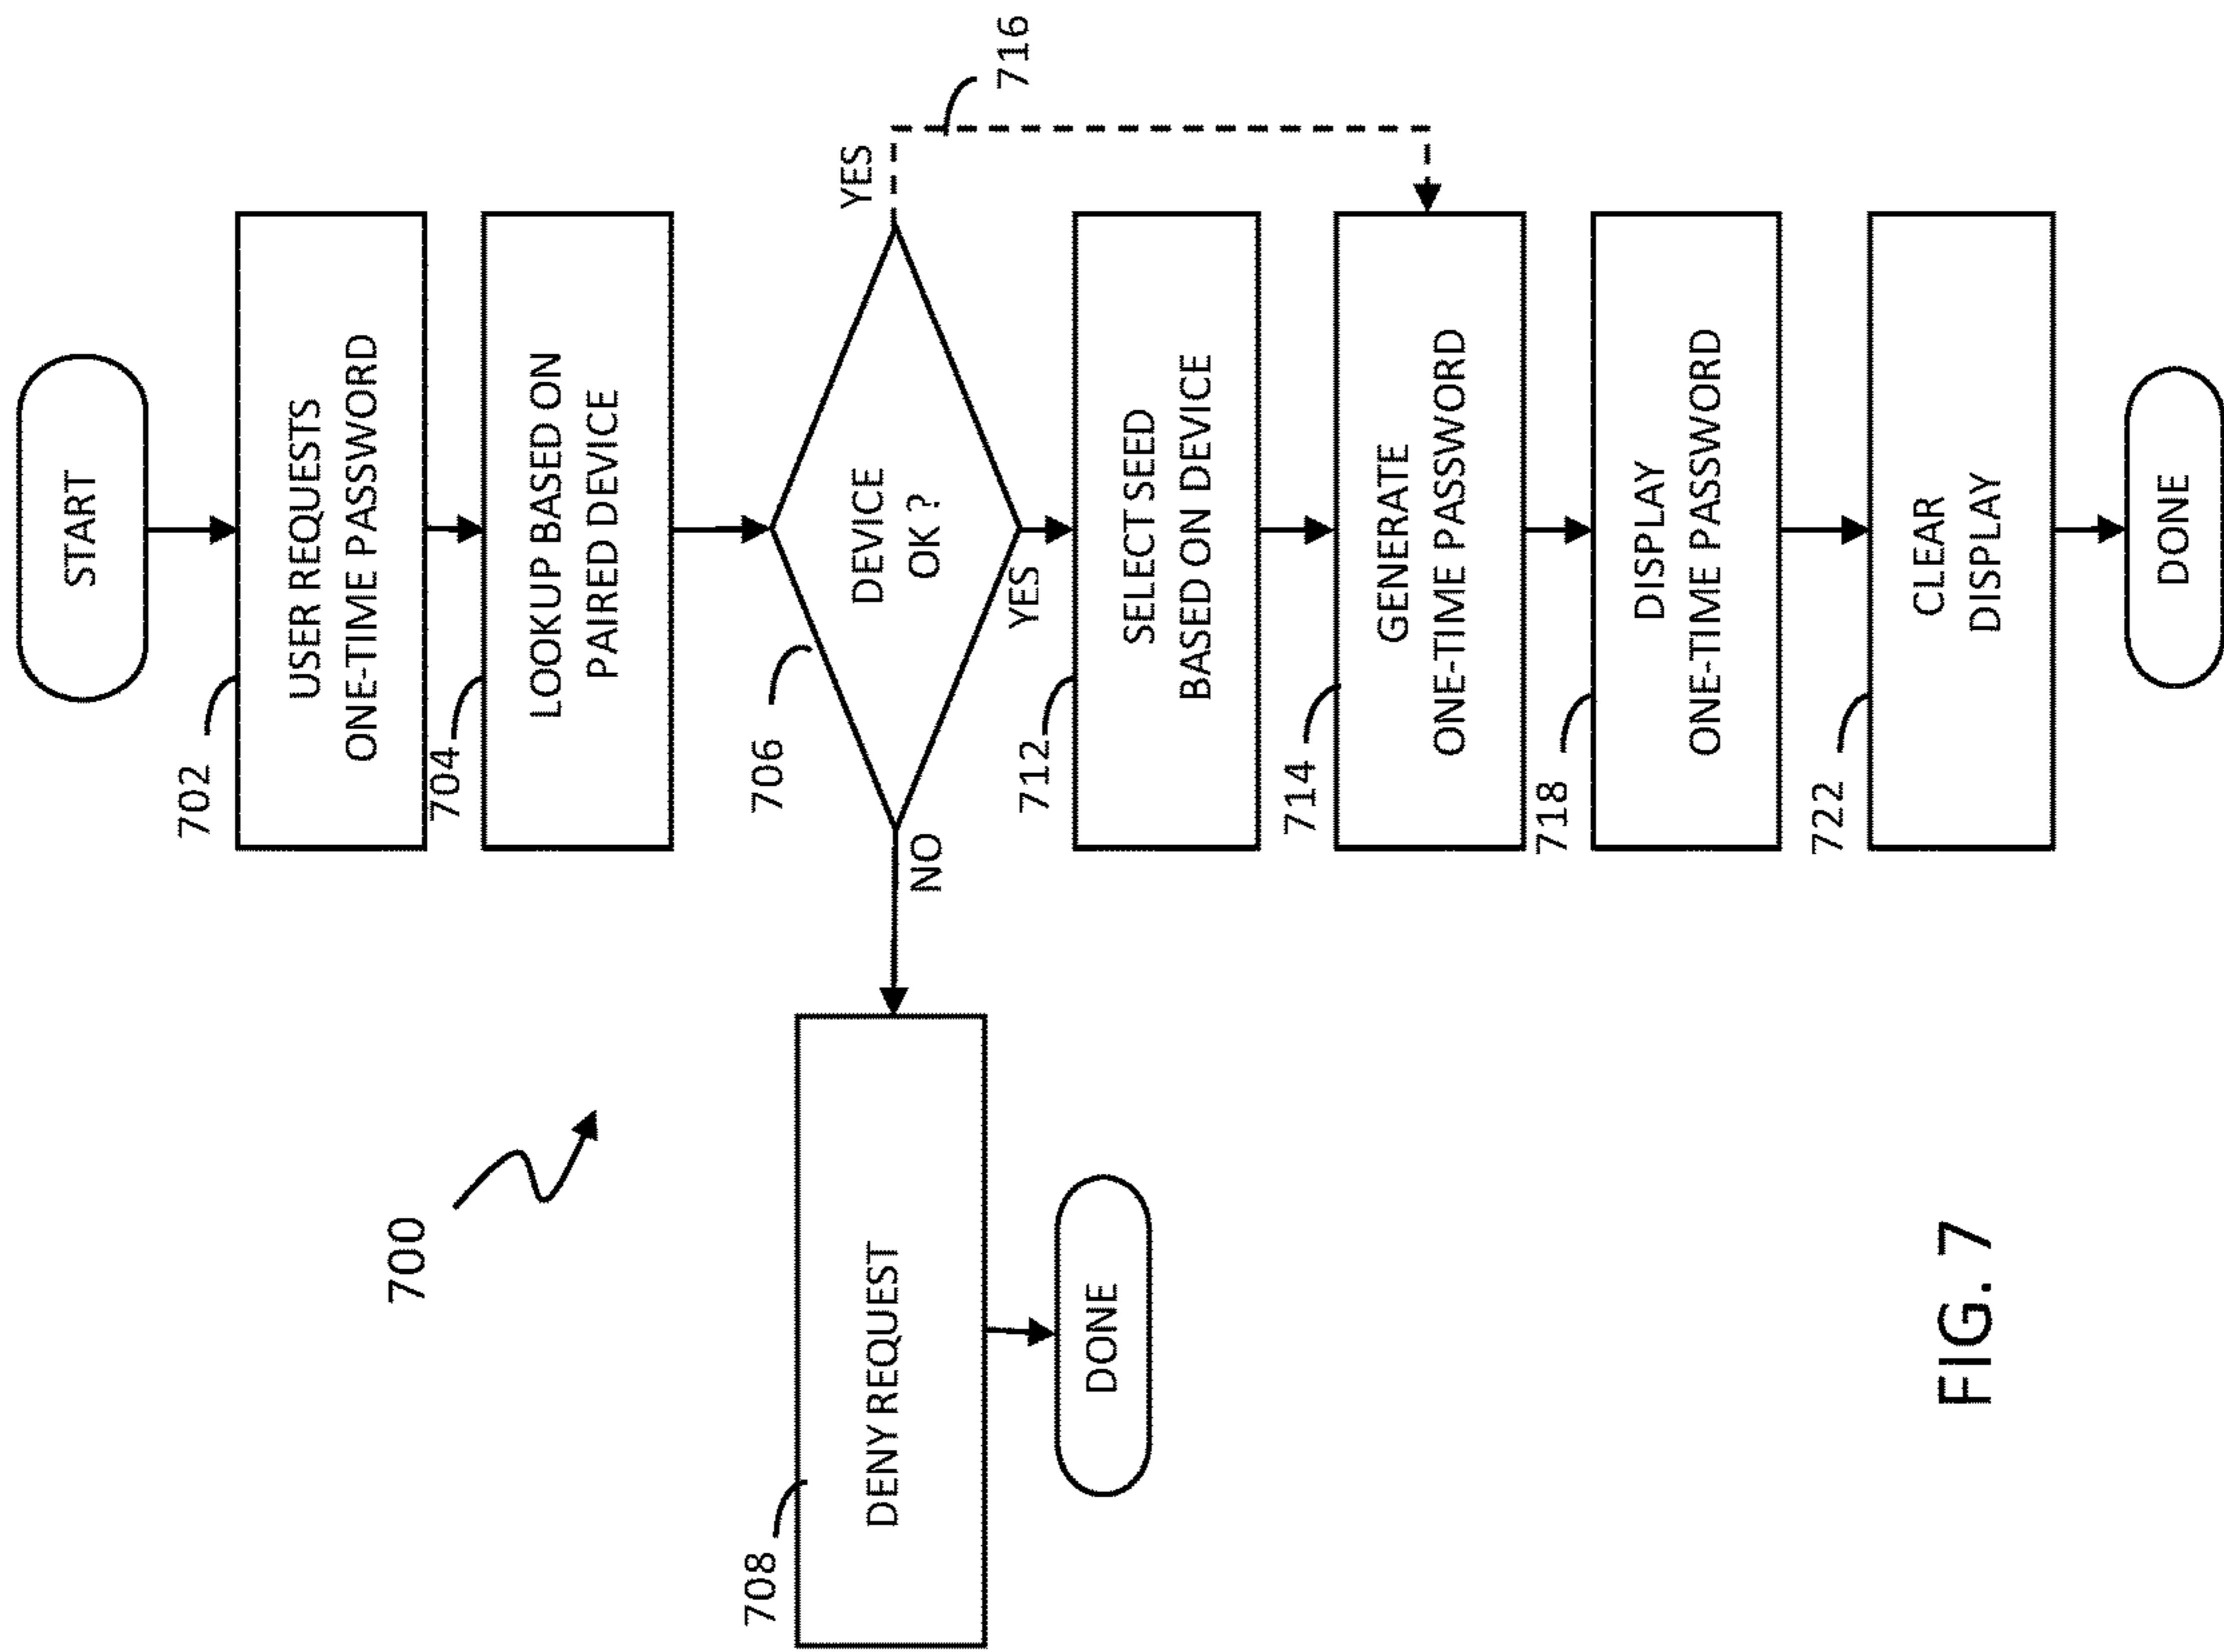 START
702
USER REQUESTS
ONE-TIME PASSWORD
704
LOOKUP BASED ON
PAIRED DEVICE
706
DEVICE
OK ?
YES
716
NO
YES
700
708
DENY REQUEST
DONE
712
SELECT SEED
BASED ON DEVICE
714
GENERATE
ONE-TIME PASSWORD
718
DISPLAY
ONE-TIME PASSWORD
722
CLEAR
DISPLAY
DONE
FIG. 7